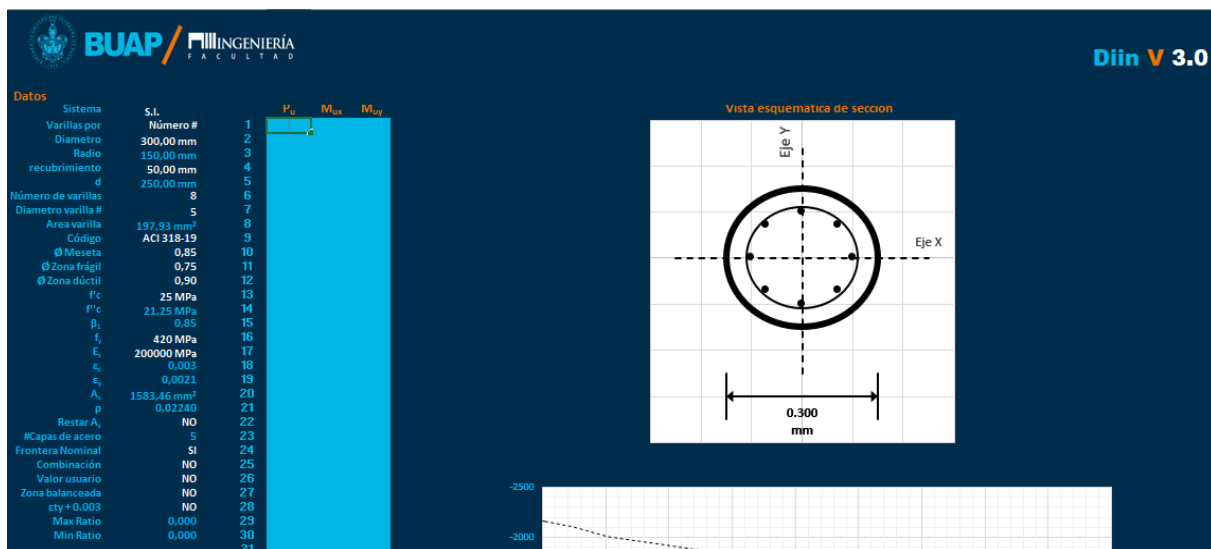 BUAP INGENIERÍA
FACULTAD
Diin V 3.0
Datos
Sistema S.I. Pu Mux Muy
Varillas por Número # 1
Diametro 300,00 mm 2
Radio 150,00 mm 3
recubrimiento 50,00 mm 4
d 250,00 mm 5
Número de varillas 8 6
Diametro varilla # 5 7
Area varilla 197,93 mm² 8
Código ACI 318-19 9
Ø Meseta 0,85 10
Ø Zona frágil 0,75 11
Ø Zona dúctil 0,90 12
f'c 25 MPa 13
f''c 21,25 MPa 14
β₁ 0,85 15
fy 420 MPa 16
Es 200000 MPa 17
εc 0,003 18
εy 0,0021 19
As 1583,46 mm² 20
ρ 0,02240 21
Restar As NO 22
#Capas de acero 5 23
Frontera Nominal SI 24
Combinación NO 25
Valor usuario NO 26
Zona balanceada NO 27
εty + 0.003 NO 28
Max Ratio 0,000 29
Min Ratio 0,000 30
31
Vista esquematica de seccion
Eje Y
Eje X
0.300
mm
-2500
-2000